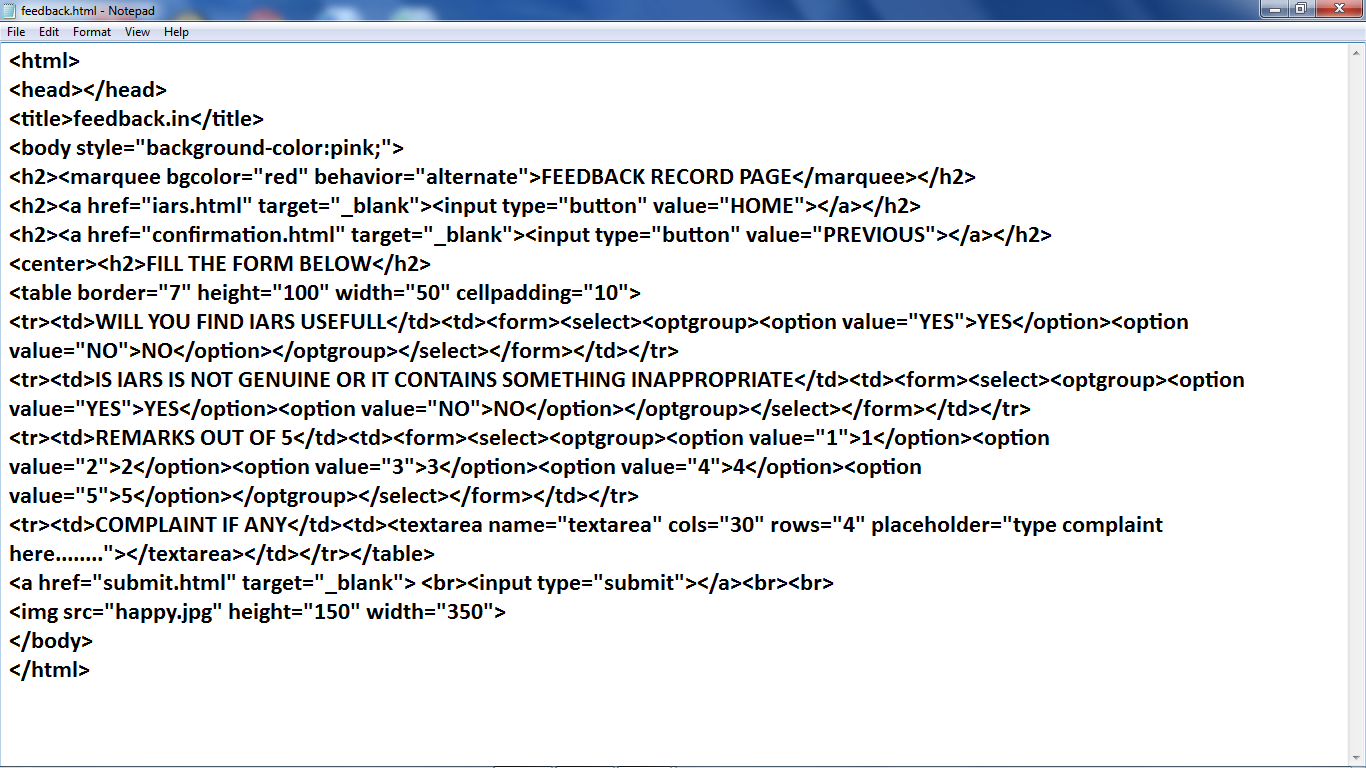 feedback.html - Notepad
File Edit Format View Help
<html>
<head></head>
<title>feedback.in</title>
<body style="background-color:pink;">
<h2><marquee bgcolor="red" behavior="alternate">FEEDBACK RECORD PAGE</marquee></h2>
<h2><a href="iars.html" target="_blank"><input type="button" value="HOME"></a></h2>
<h2><a href="confirmation.html" target="_blank"><input type="button" value="PREVIOUS"></a></h2>
<center><h2>FILL THE FORM BELOW</h2>
<table border="7" height="100" width="50" cellpadding="10">
<tr><td>WILL YOU FIND IARS USEFULL</td><td><form><select><optgroup><option value="YES">YES</option><option
value="NO">NO</option></optgroup></select></form></td></tr>
<tr><td>IS IARS IS NOT GENUINE OR IT CONTAINS SOMETHING INAPPROPRIATE</td><td><form><select><optgroup><option
value="YES">YES</option><option value="NO">NO</option></optgroup></select></form></td></tr>
<tr><td>REMARKS OUT OF 5</td><td><form><select><optgroup><option value="1">1</option><option
value="2">2</option><option value="3">3</option><option value="4">4</option><option
value="5">5</option></optgroup></select></form></td></tr>
<tr><td>COMPLAINT IF ANY</td><td><textarea name="textarea" cols="30" rows="4" placeholder="type complaint
here........"></textarea></td></tr></table>
<a href="submit.html" target="_blank"> <br><input type="submit"></a><br><br>
<img src="happy.jpg" height="150" width="350">
</body>
</html>